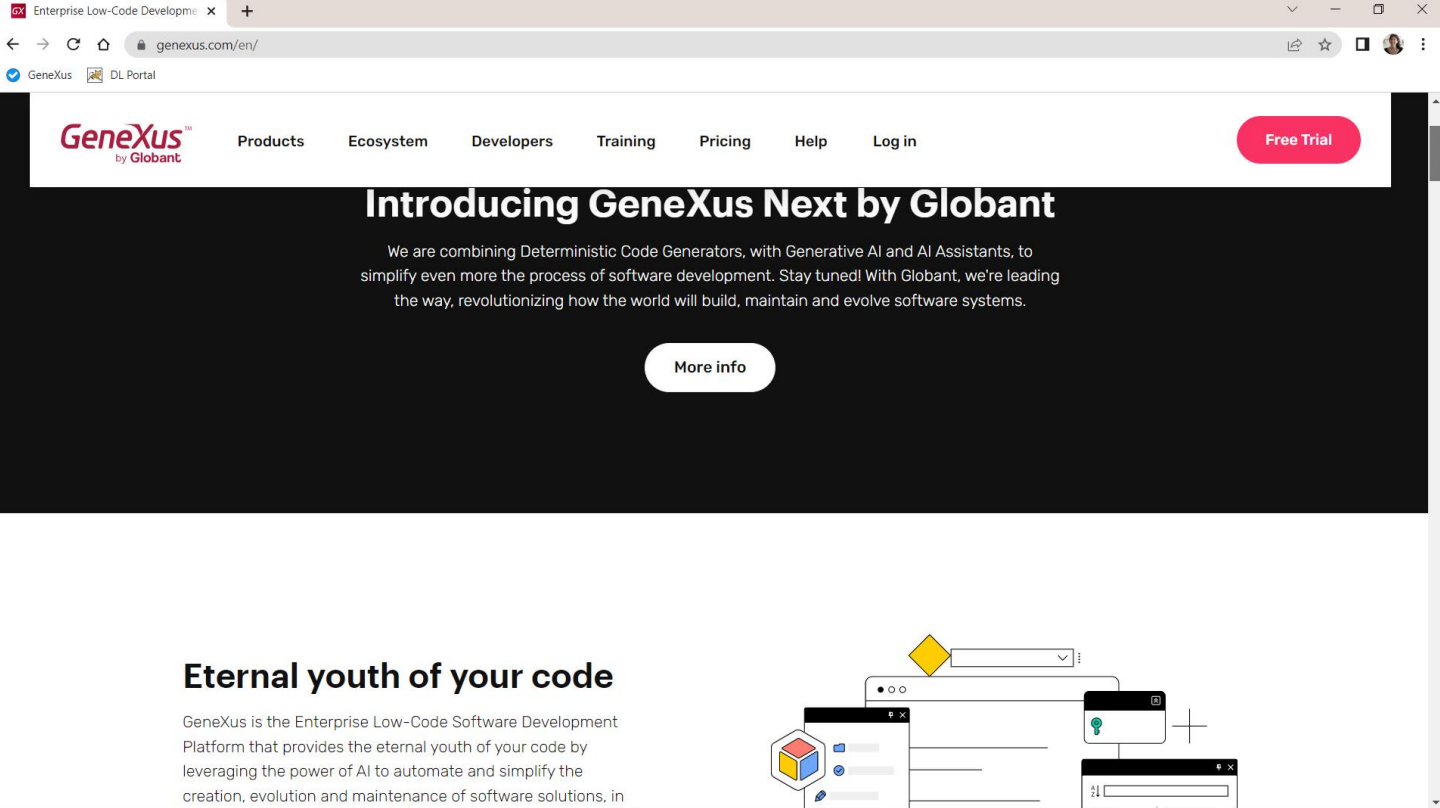 GX Enterprise Low-Code Developme
genexus.com/en/
GeneXus DL Portal
GeneXus™
by Globant
Products Ecosystem Developers Training Pricing Help Log in Free Trial
Introducing GeneXus Next by Globant
We are combining Deterministic Code Generators, with Generative AI and AI Assistants, to
simplify even more the process of software development. Stay tuned! With Globant, we're leading
the way, revolutionizing how the world will build, maintain and evolve software systems.
More info
Eternal youth of your code
GeneXus is the Enterprise Low-Code Software Development
Platform that provides the eternal youth of your code by
leveraging the power of AI to automate and simplify the
creation, evolution and maintenance of software solutions, in
A
Z